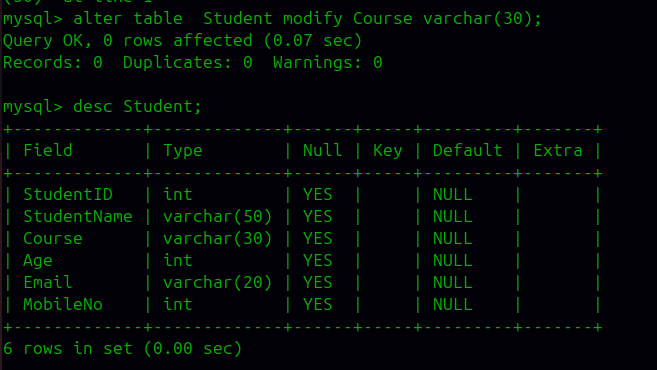 mysql> alter table  Student modify Course varchar(30);
Query OK, 0 rows affected (0.07 sec)
Records: 0  Duplicates: 0  Warnings: 0

mysql> desc Student;
+-------------+-------------+------+-----+---------+-------+
| Field       | Type        | Null | Key | Default | Extra |
+-------------+-------------+------+-----+---------+-------+
| StudentID   | int         | YES  |     | NULL    |       |
| StudentName | varchar(50) | YES  |     | NULL    |       |
| Course      | varchar(30) | YES  |     | NULL    |       |
| Age         | int         | YES  |     | NULL    |       |
| Email       | varchar(20) | YES  |     | NULL    |       |
| MobileNo    | int         | YES  |     | NULL    |       |
+-------------+-------------+------+-----+---------+-------+
6 rows in set (0.00 sec)